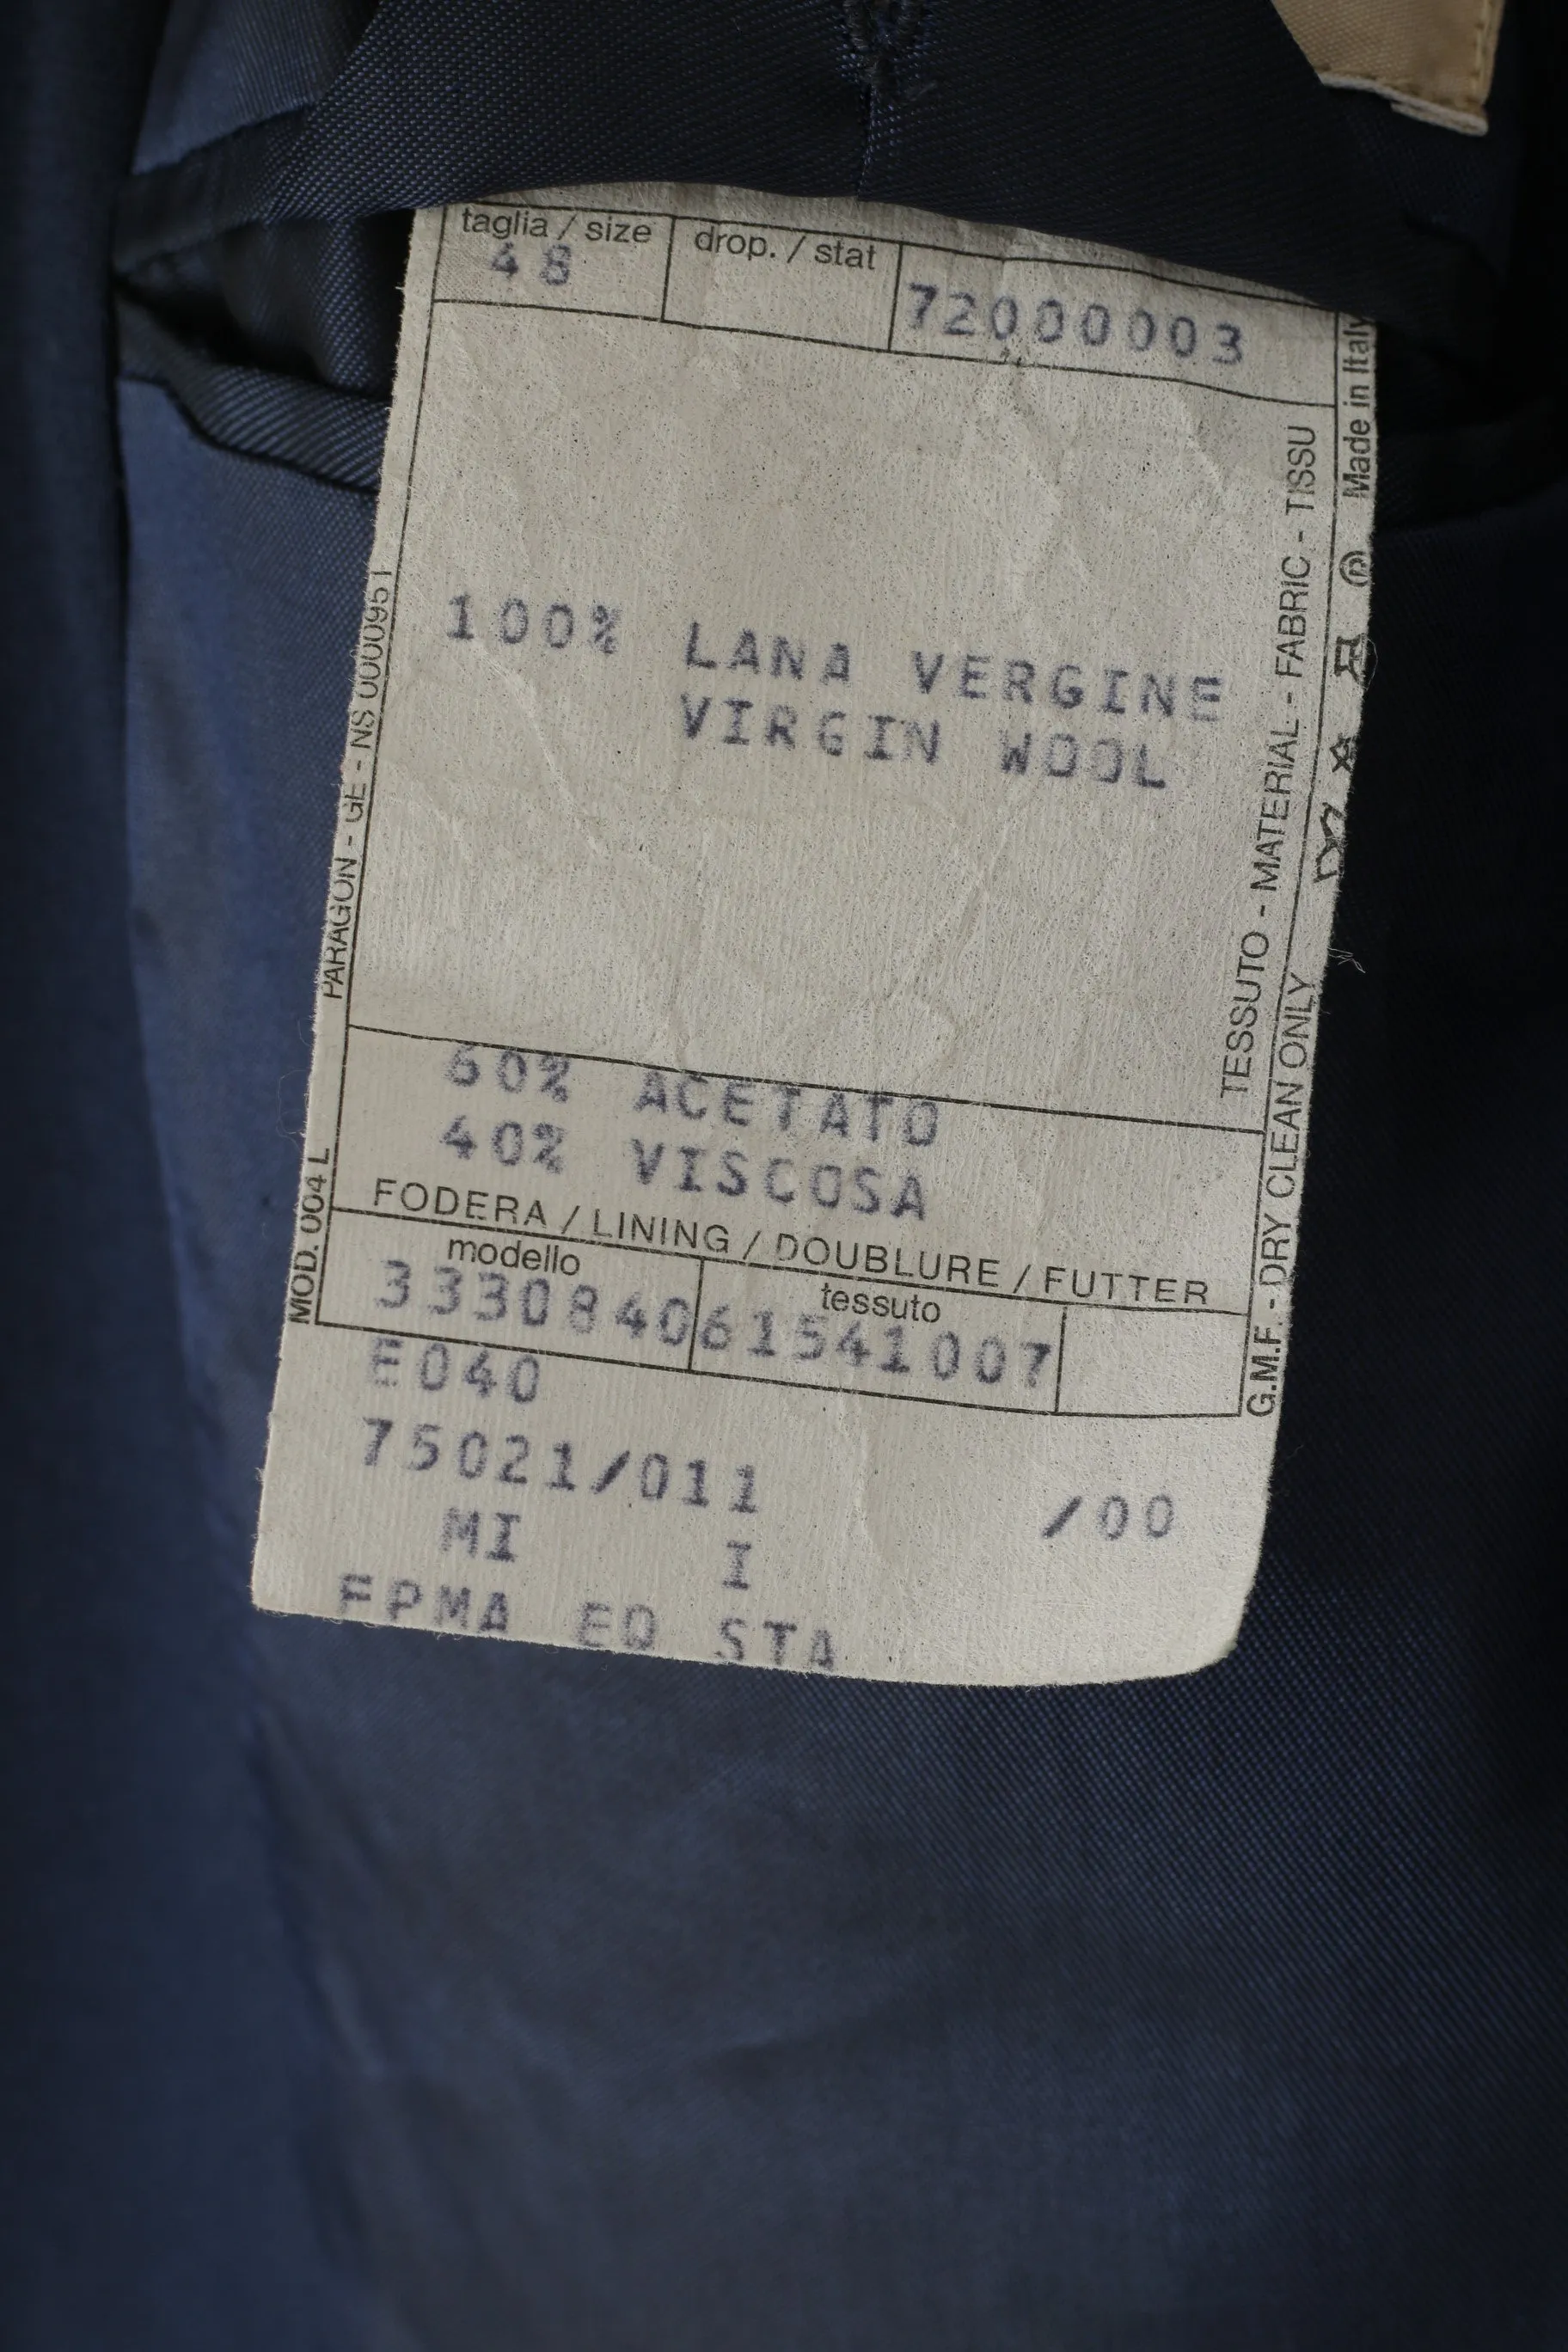 taglia / size
48
drop. / stat
72000003
100% LANA VERGINE
VIRGIN WOOL
TESSUTO - MATERIAL - FABRIC - TISSU
60% ACETATO
40% VISCOSA
FODERA / LINING / DOUBLURE / FUTTER
modello
3330840
tessuto
61541007
E040
75021/011 /00
MI I
STA
PARAGON - GE - NS 000095
MOD. 004 L
G.M.F. - DRY CLEAN ONLY
Ⓟ Made in Italy